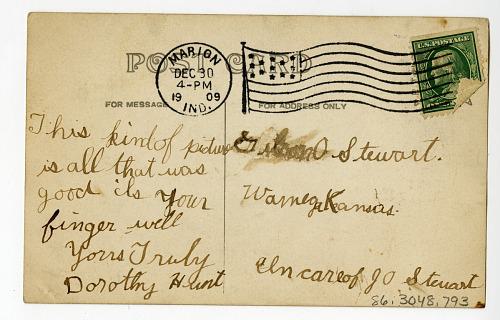 POST CARD
MARION
DEC 30
4-PM
1909
IND.
U.S. POSTAGE
FOR MESSAGE
FOR ADDRESS ONLY
This kind of picture
is all that was
good is Your
finger well
Yours Truly
Dorothy Hunt
O Stewart.
Wamego Kansas.
In care of J O Stewart
86.3048.793